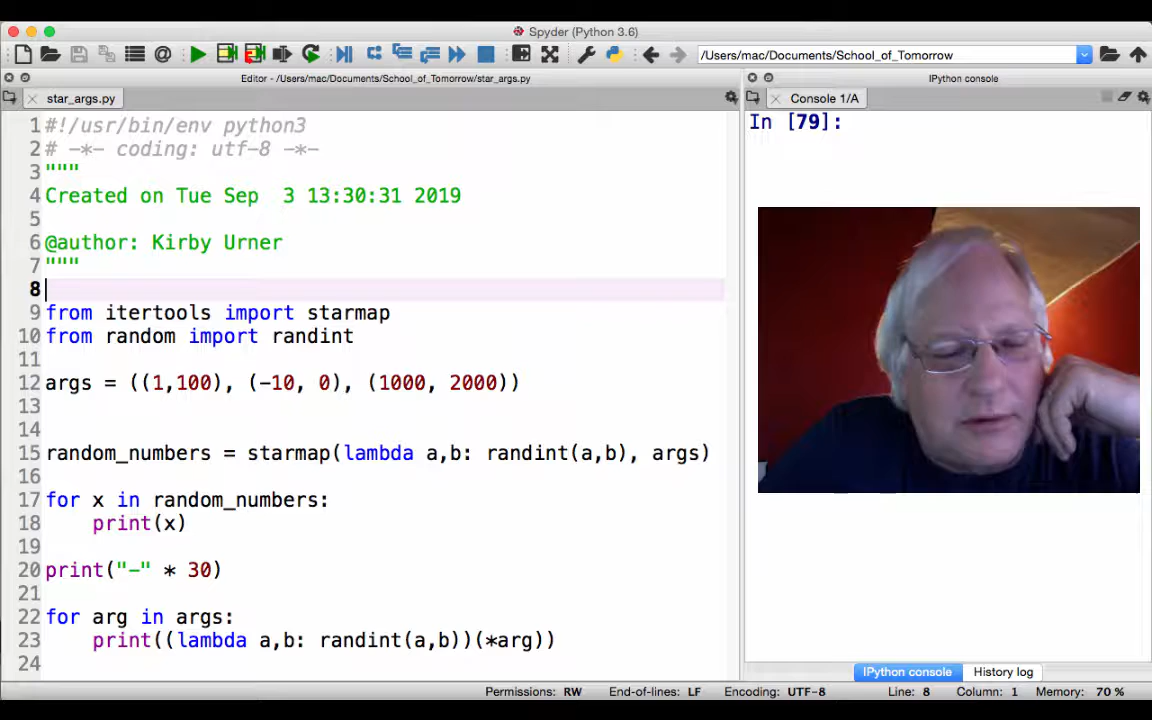 Spyder (Python 3.6)
/Users/mac/Documents/School_of_Tomorrow
Editor - /Users/mac/Documents/School_of_Tomorrow/star_args.py
IPython console
star_args.py
Console 1/A
1 #!/usr/bin/env python3
2 # -*- coding: utf-8 -*-
3 """
4 Created on Tue Sep  3 13:30:31 2019
5
6 @author: Kirby Urner
7 """
8
9 from itertools import starmap
10 from random import randint
11
12 args = ((1,100), (-10, 0), (1000, 2000))
13
14
15 random_numbers = starmap(lambda a,b: randint(a,b), args)
16
17 for x in random_numbers:
18     print(x)
19
20 print("-" * 30)
21
22 for arg in args:
23     print((lambda a,b: randint(a,b))(*arg))
24
In [79]:
IPython console
History log
Permissions: RW End-of-lines: LF Encoding: UTF-8 Line: 8 Column: 1 Memory: 70 %